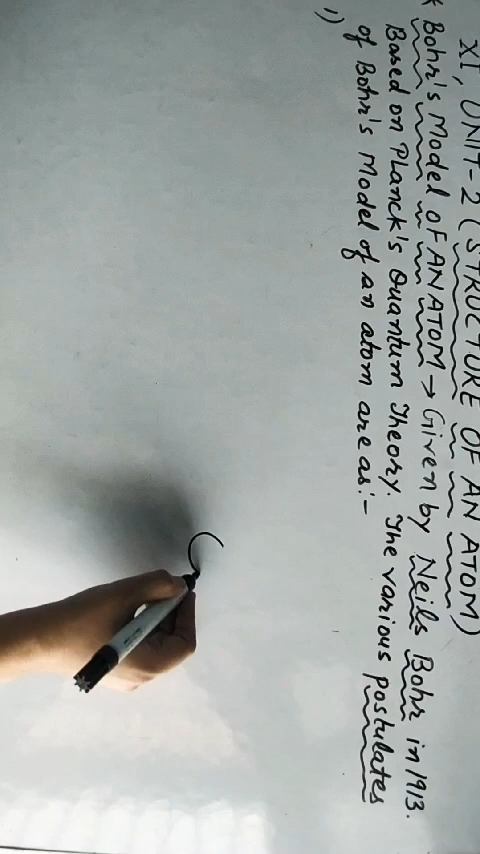 XI, UNIT-2 (STRUCTURE OF AN ATOM)
* Bohr's Model OF AN ATOM → Given by Neils Bohr in 1913.
Based on PLanck's Quantum Theory. The various postulates
of Bohr's Model of an atom are as:-
1)